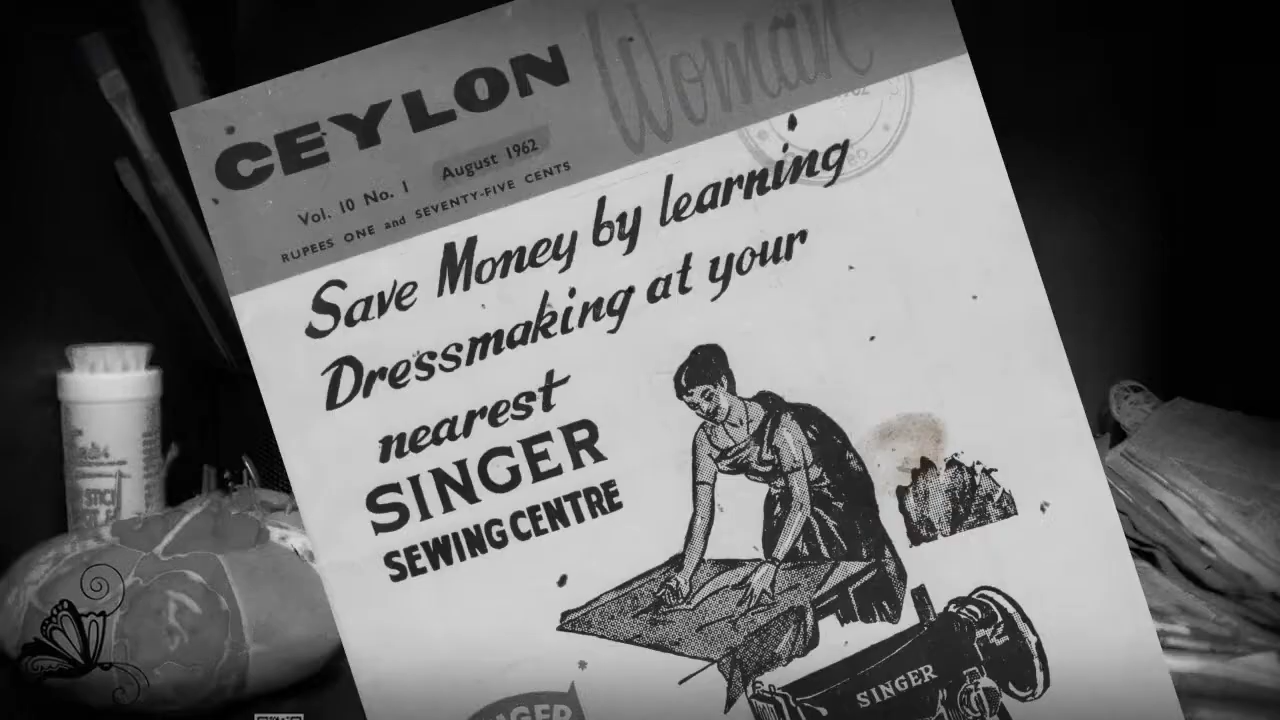 CEYLON Woman
Vol. 10 No. 1 August 1962
RUPEES ONE and SEVENTY-FIVE CENTS
Save Money by learning
Dressmaking at your
nearest
SINGER
SEWING CENTRE
SINGER
STICK